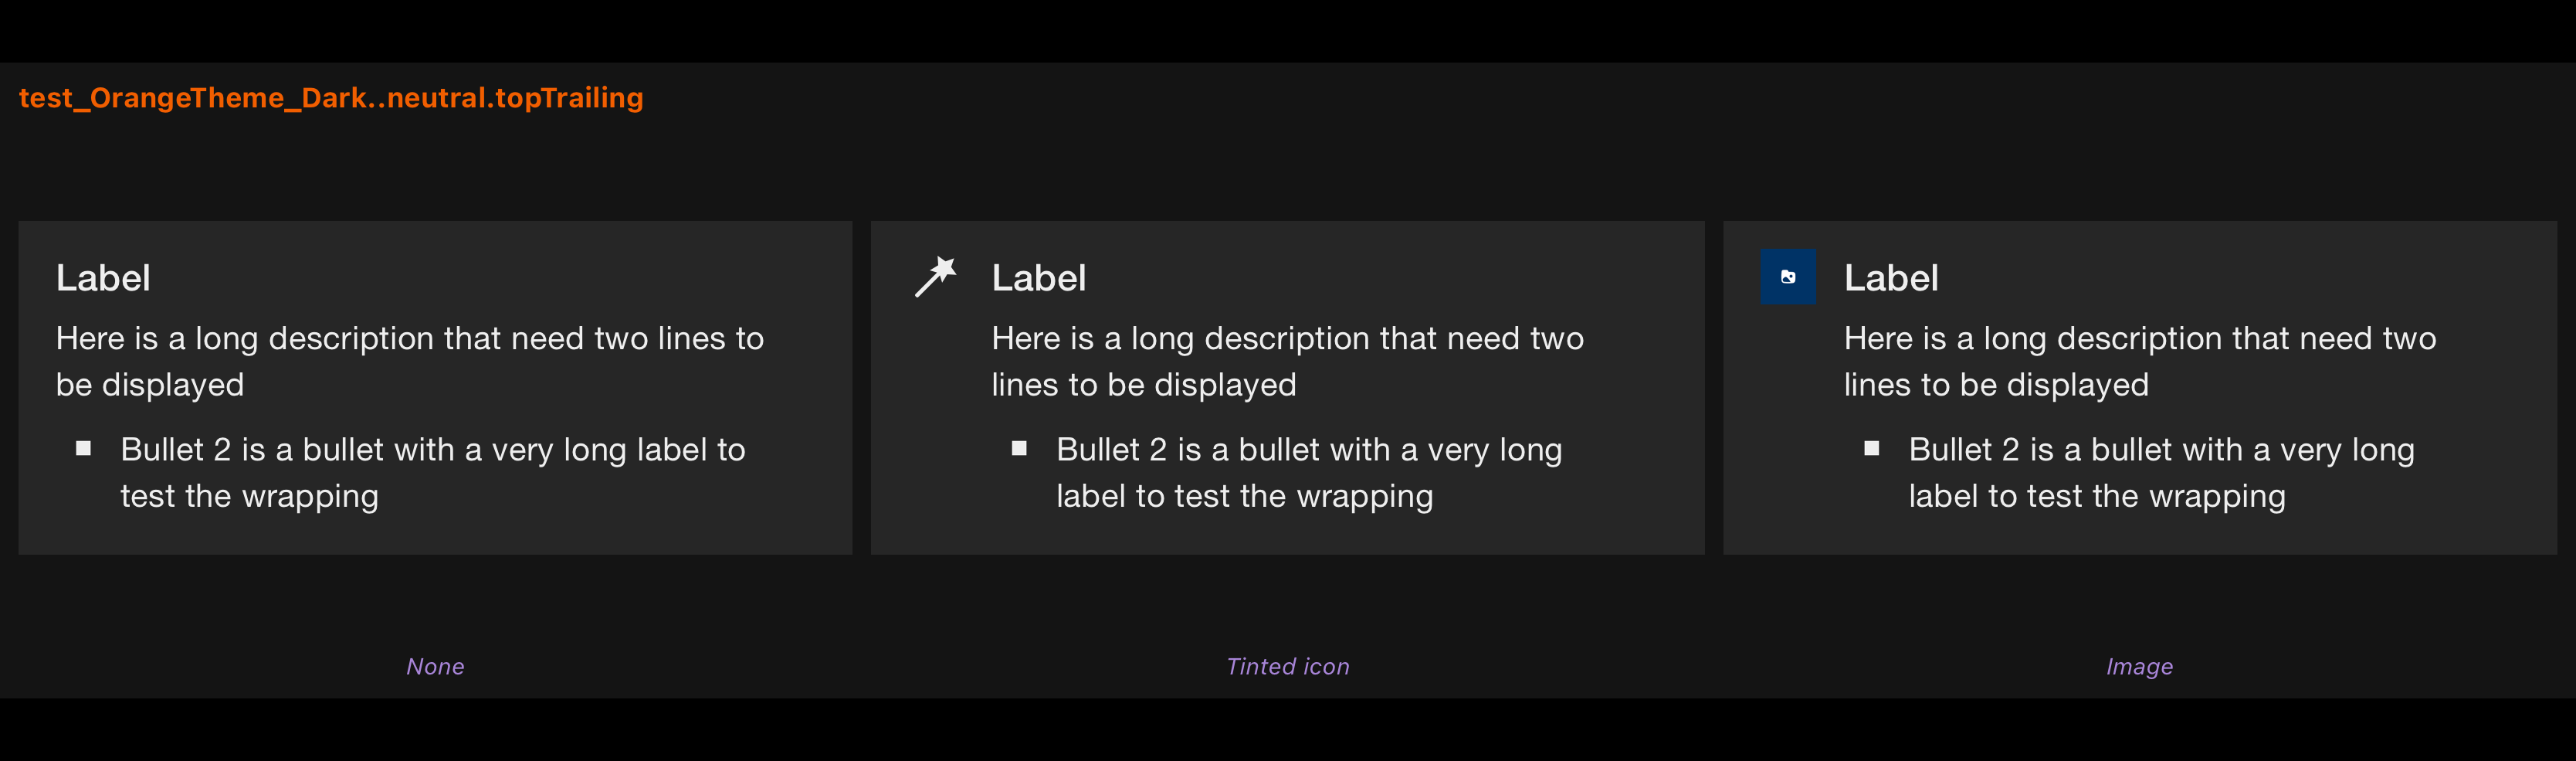 test_OrangeTheme_Dark..neutral.topTrailing
Label
Here is a long description that need two lines to
be displayed
Bullet 2 is a bullet with a very long label to
test the wrapping
None
Label
Here is a long description that need two
lines to be displayed
Bullet 2 is a bullet with a very long
label to test the wrapping
Tinted icon
Label
Here is a long description that need two
lines to be displayed
Bullet 2 is a bullet with a very long
label to test the wrapping
Image